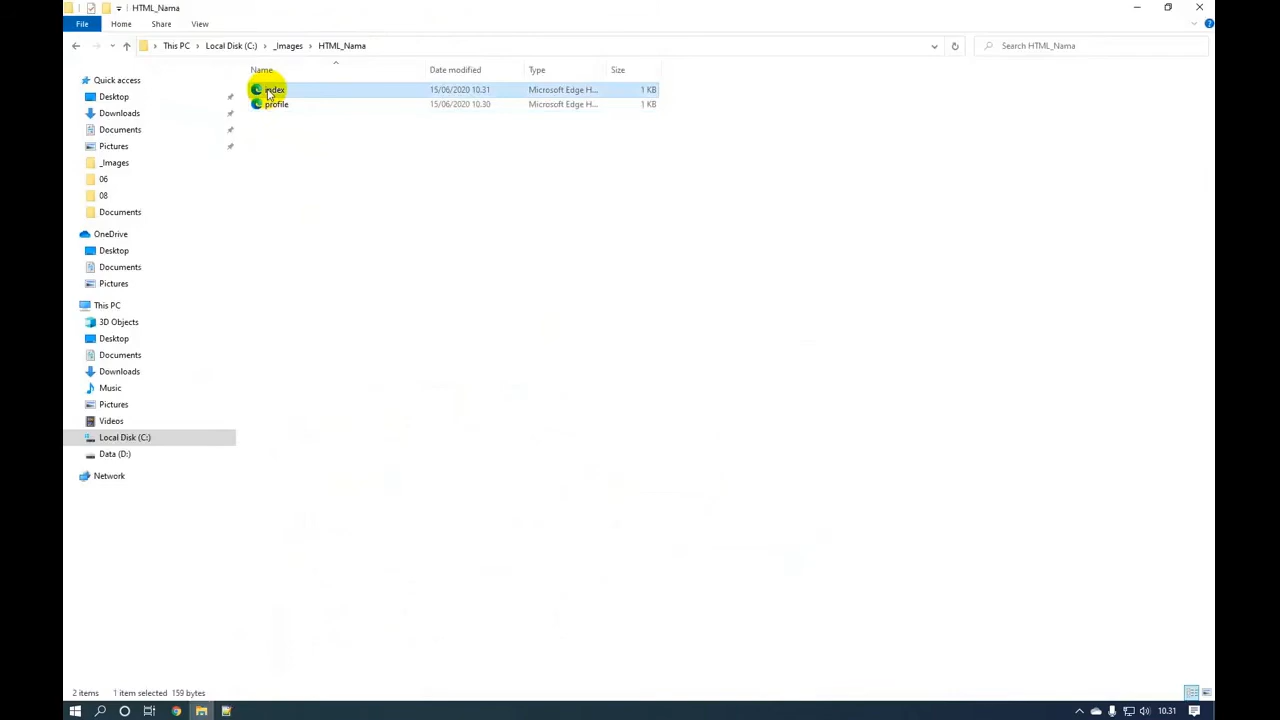 HTML_Nama
File Home Share View
This PC Local Disk (C:) _Images HTML_Nama
Search HTML_Nama
Name Date modified Type Size
index 15/06/2020 10.31 Microsoft Edge H... 1 KB
profile 15/06/2020 10.30 Microsoft Edge H... 1 KB
Quick access
Desktop
Downloads
Documents
Pictures
_Images
06
08
Documents
OneDrive
Desktop
Documents
Pictures
This PC
3D Objects
Desktop
Documents
Downloads
Music
Pictures
Videos
Local Disk (C:)
Data (D:)
Network
2 items 1 item selected 159 bytes
10.31